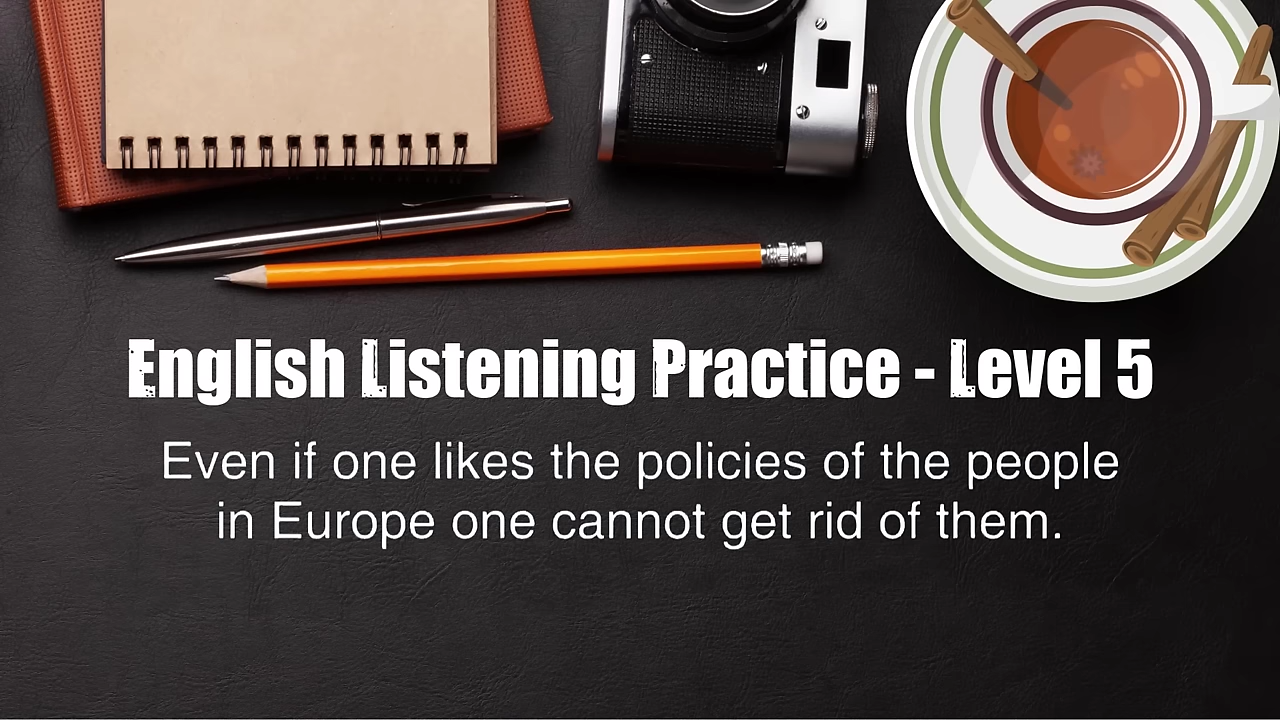 English Listening Practice - Level 5
Even if one likes the policies of the people
in Europe one cannot get rid of them.